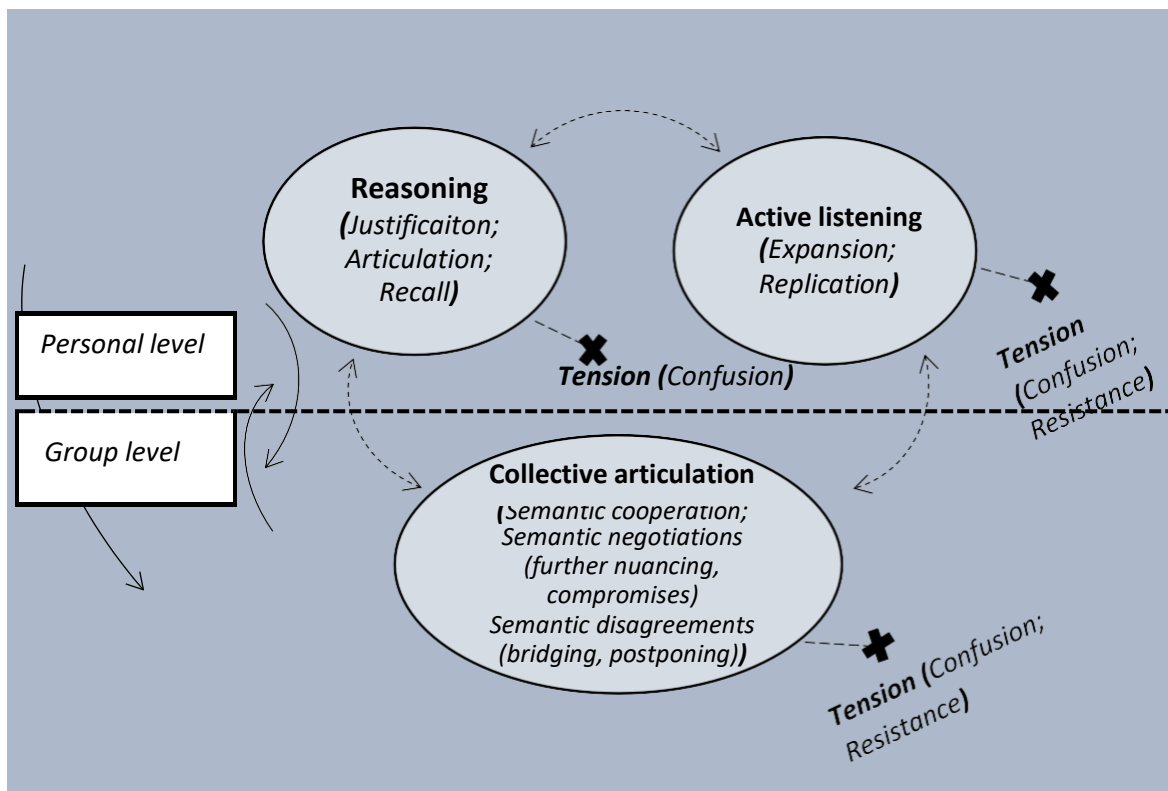 Reasoning
(Justificaiton;
Articulation;
Recall)
Active listening
(Expansion;
Replication)
Personal level
Tension (Confusion)
Tension
(Confusion;
Resistance)
Group level
Collective articulation
(Semantic cooperation;
Semantic negotiations
(further nuancing,
compromises)
Semantic disagreements
(bridging, postponing))
Tension (Confusion;
Resistance)